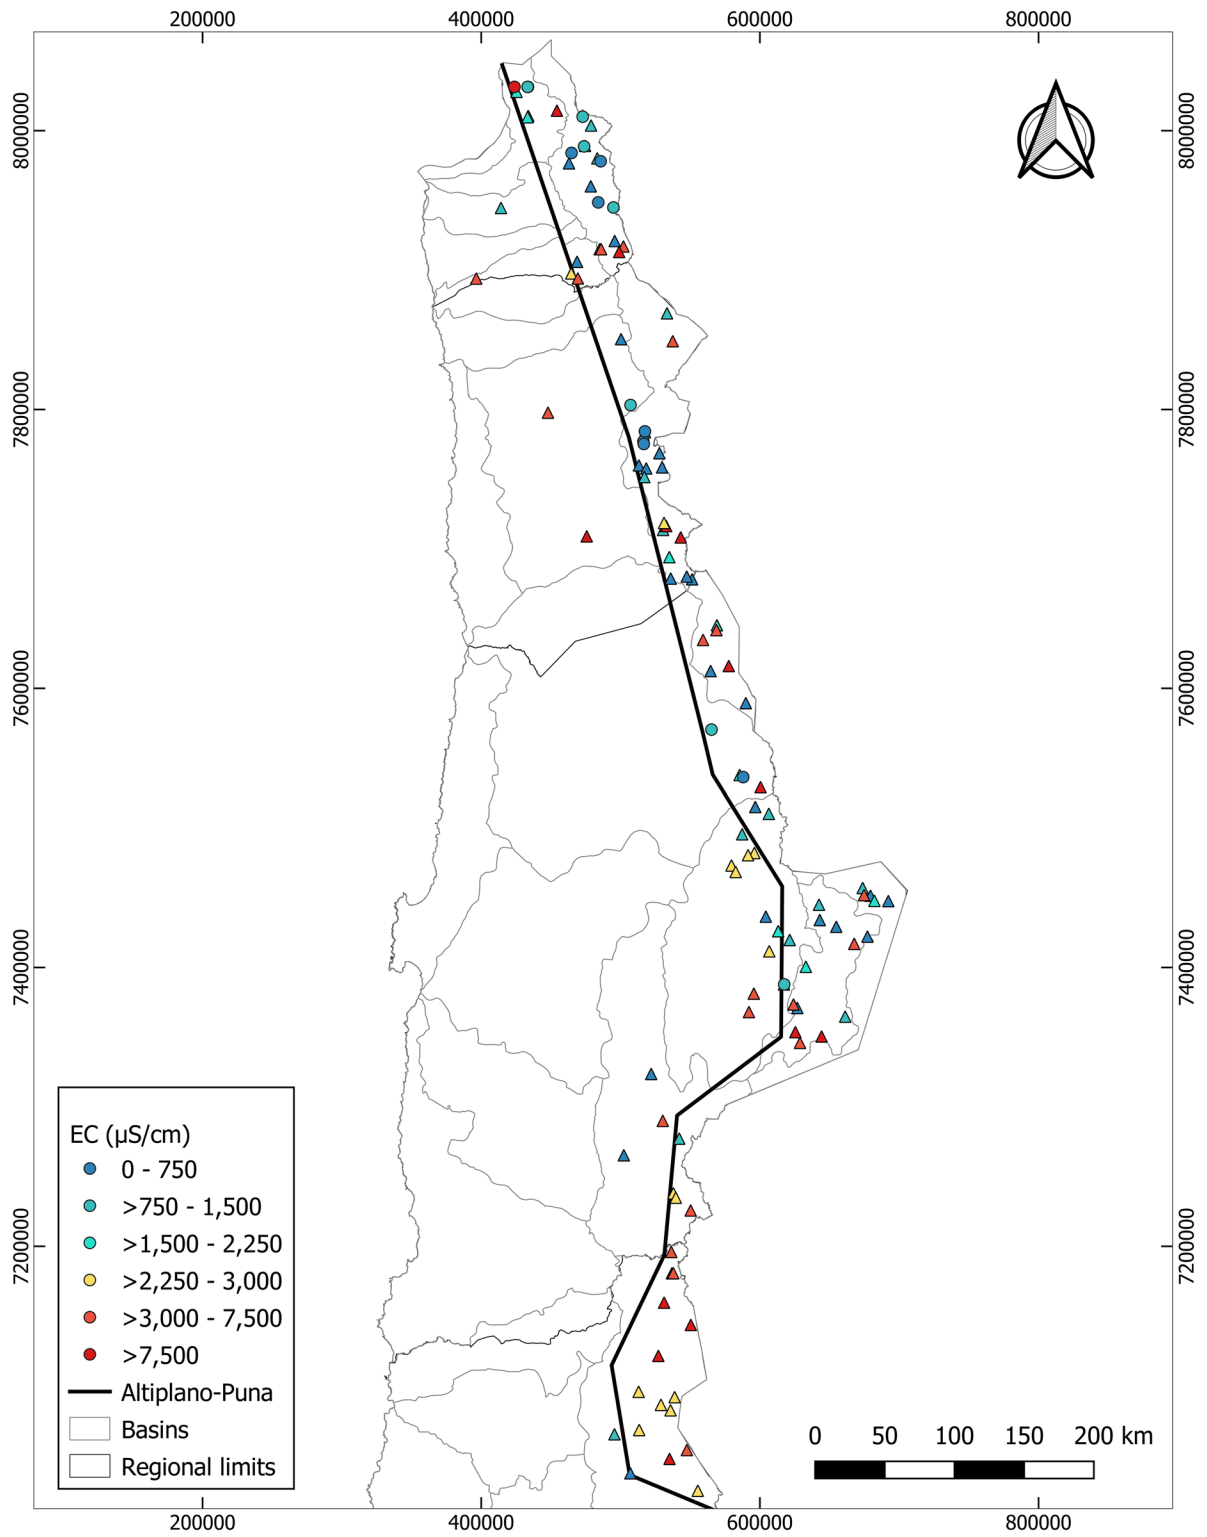 200000 400000 600000 800000
8000000 8000000
7800000 7800000
7600000 7600000
7400000 7400000
7200000 7200000
EC (µS/cm)
0 - 750
>750 - 1,500
>1,500 - 2,250
>2,250 - 3,000
>3,000 - 7,500
>7,500
Altiplano-Puna
Basins
Regional limits
0 50 100 150 200 km
200000 400000 600000 800000